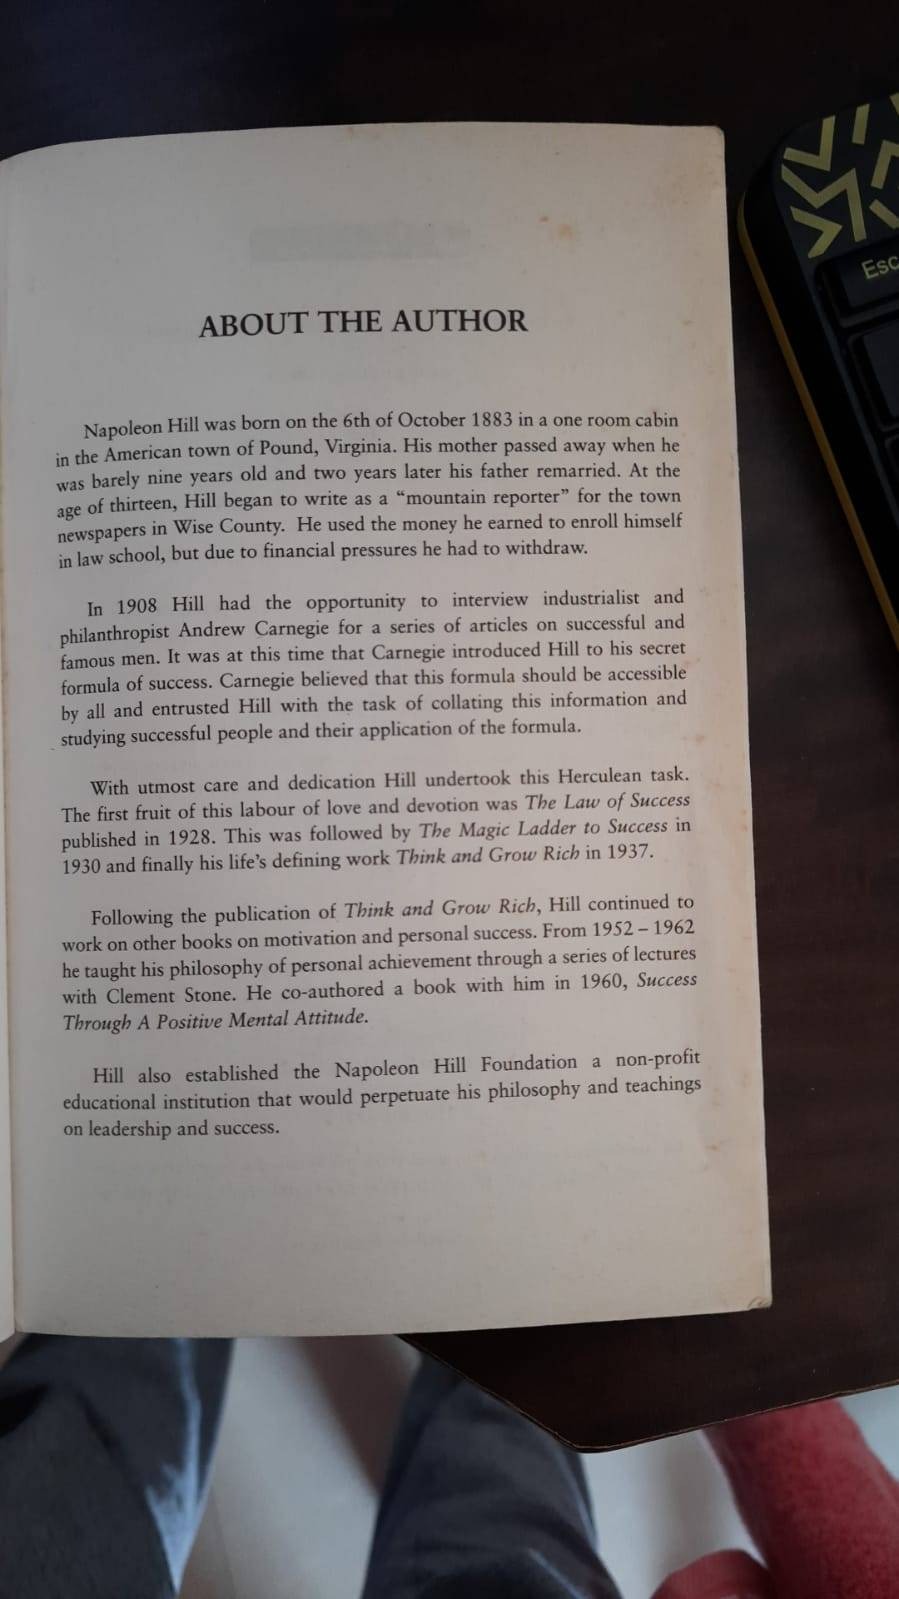 ABOUT THE AUTHOR
Napoleon Hill was born on the 6th of October 1883 in a one room cabin
in the American town of Pound, Virginia. His mother passed away when he
was barely nine years old and two years later his father remarried. At the
age of thirteen, Hill began to write as a “mountain reporter” for the town
newspapers in Wise County. He used the money he earned to enroll himself
in law school, but due to financial pressures he had to withdraw.
In 1908 Hill had the opportunity to interview industrialist and
philanthropist Andrew Carnegie for a series of articles on successful and
famous men. It was at this time that Carnegie introduced Hill to his secret
formula of success. Carnegie believed that this formula should be accessible
by all and entrusted Hill with the task of collating this information and
studying successful people and their application of the formula.
With utmost care and dedication Hill undertook this Herculean task.
The first fruit of this labour of love and devotion was The Law of Success
published in 1928. This was followed by The Magic Ladder to Success in
1930 and finally his life’s defining work Think and Grow Rich in 1937.
Following the publication of Think and Grow Rich, Hill continued to
work on other books on motivation and personal success. From 1952 – 1962
he taught his philosophy of personal achievement through a series of lectures
with Clement Stone. He co-authored a book with him in 1960, Success
Through A Positive Mental Attitude.
Hill also established the Napoleon Hill Foundation a non-profit
educational institution that would perpetuate his philosophy and teachings
on leadership and success.
Esc